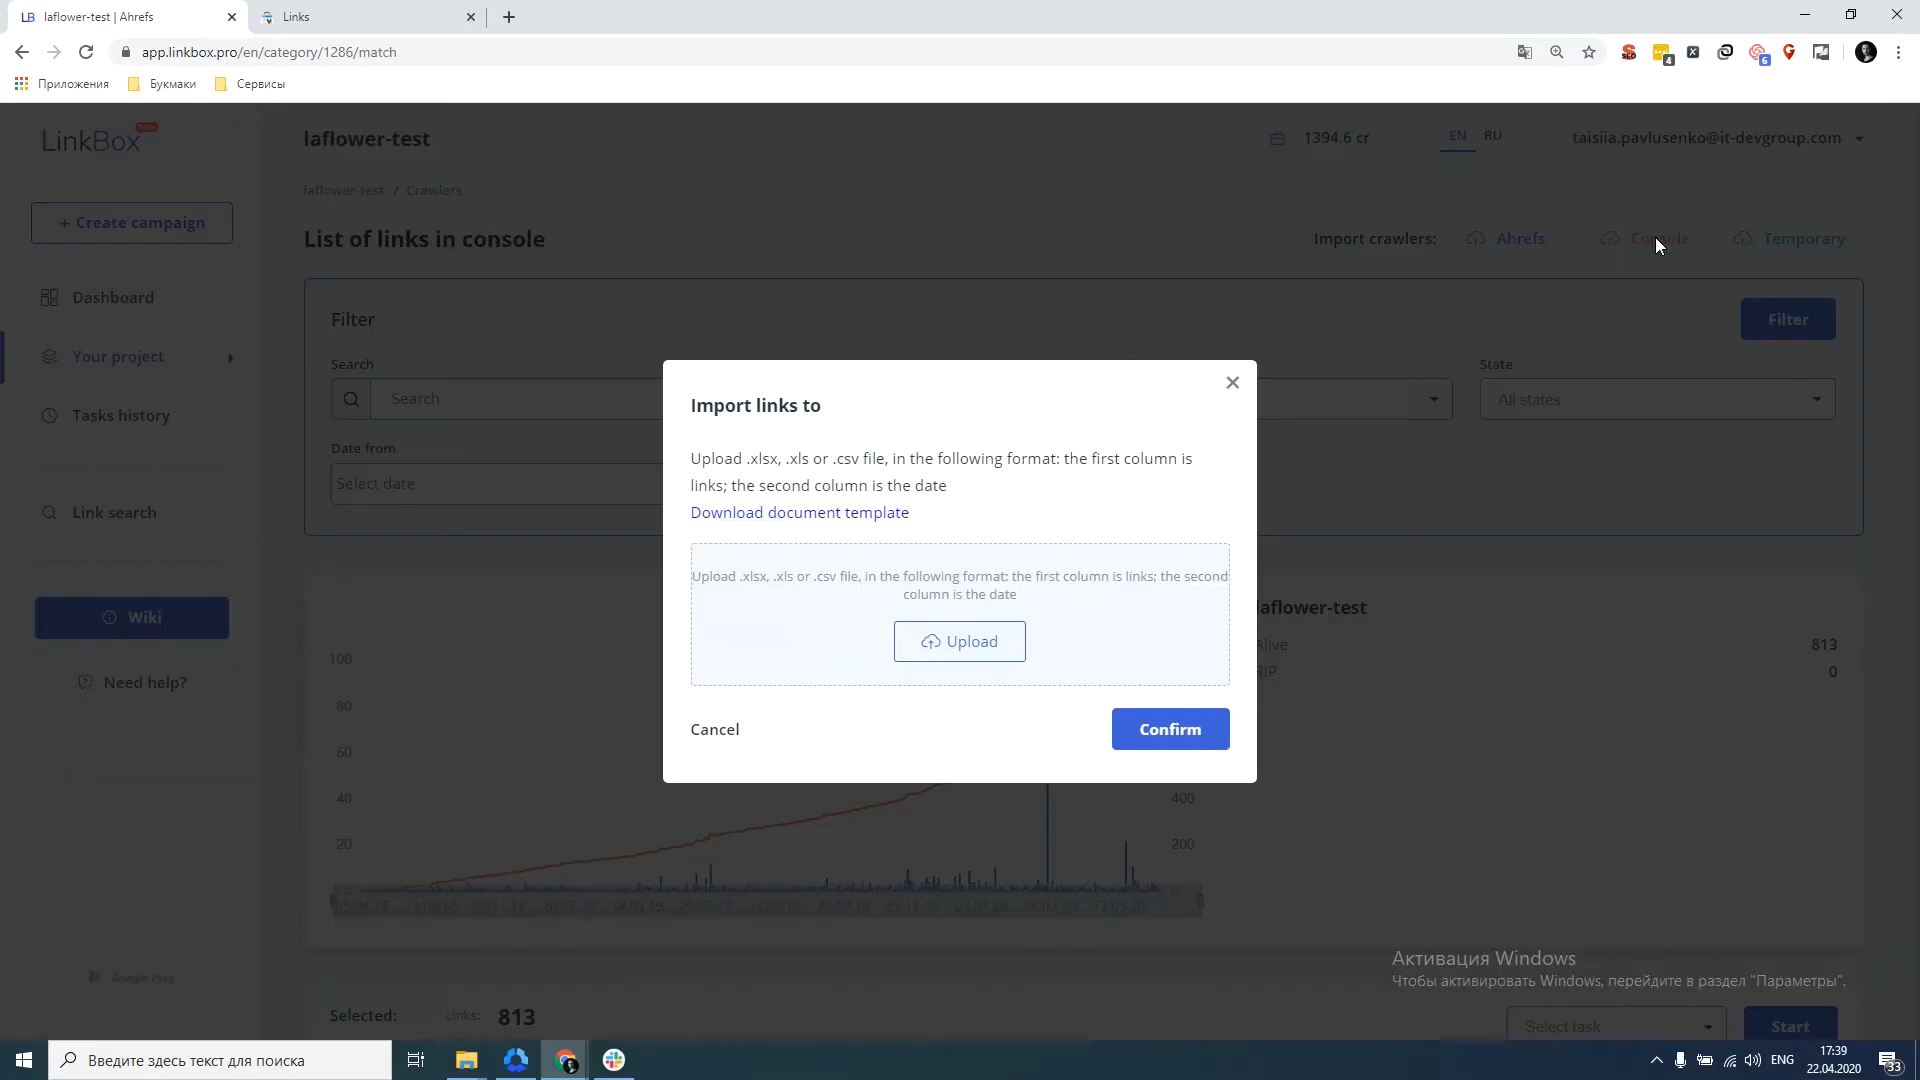 laflower-test | Ahrefs
Links
app.linkbox.pro/en/category/1286/match
Приложения
Букмаки
Сервисы
LinkBox
laflower-test
1394.6 cr
EN
RU
taisiia.pavlusenko@it-devgroup.com
laflower-test / Crawlers
+ Create campaign
List of links in console
Import crawlers:
Ahrefs
Console
Temporary
Dashboard
Your project
Tasks history
Link search
Wiki
Need help?
Google Play
Filter
Filter
Search
Search
State
All states
Date from
Select date
Import links to
Upload .xlsx, .xls or .csv file, in the following format: the first column is
links; the second column is the date
Download document template
Upload .xlsx, .xls or .csv file, in the following format: the first column is links; the second
column is the date
Upload
Cancel
Confirm
laflower-test
Alive
813
RIP
0
100
80
60
40
400
20
200
0
0
Selected:
Links:
813
Select task
Start
Активация Windows
Чтобы активировать Windows, перейдите в раздел "Параметры".
Введите здесь текст для поиска
ENG
17:39
22.04.2020
33